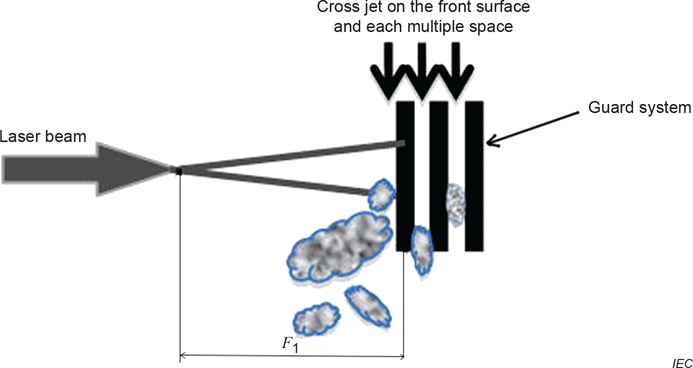 Cross jet on the front surface
and each multiple space
Guard system
Laser beam
F1
IEC